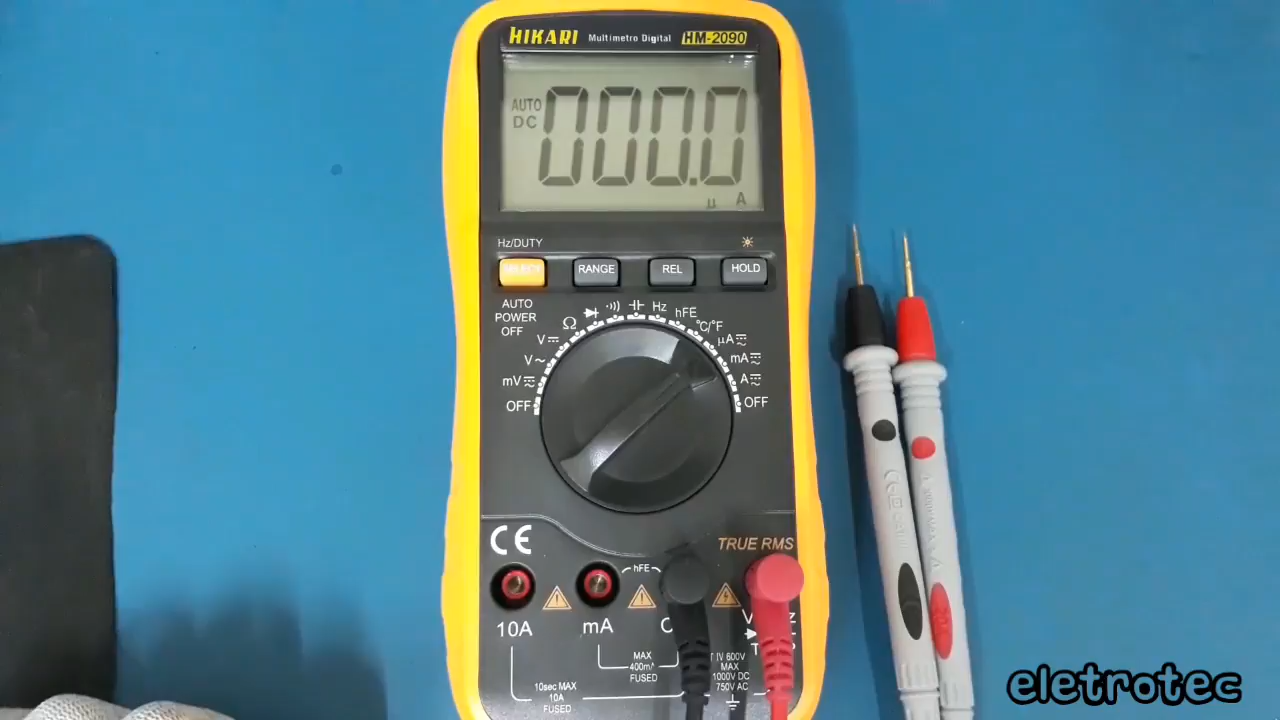 HIKARI Multimetro Digital HM-2090
AUTO
DC
000.0
μ A
Hz/DUTY
SELECT RANGE REL HOLD
AUTO
POWER
OFF
Ω
Hz
hFE
°C/°F
V⎓
μA
V~
mA
mV
A
OFF
OFF
CE
TRUE RMS
hFE
10A
mA
MAX
400mA
FUSED
10sec MAX
10A
FUSED
600V
MAX
1000V DC
750V AC
eletrotec